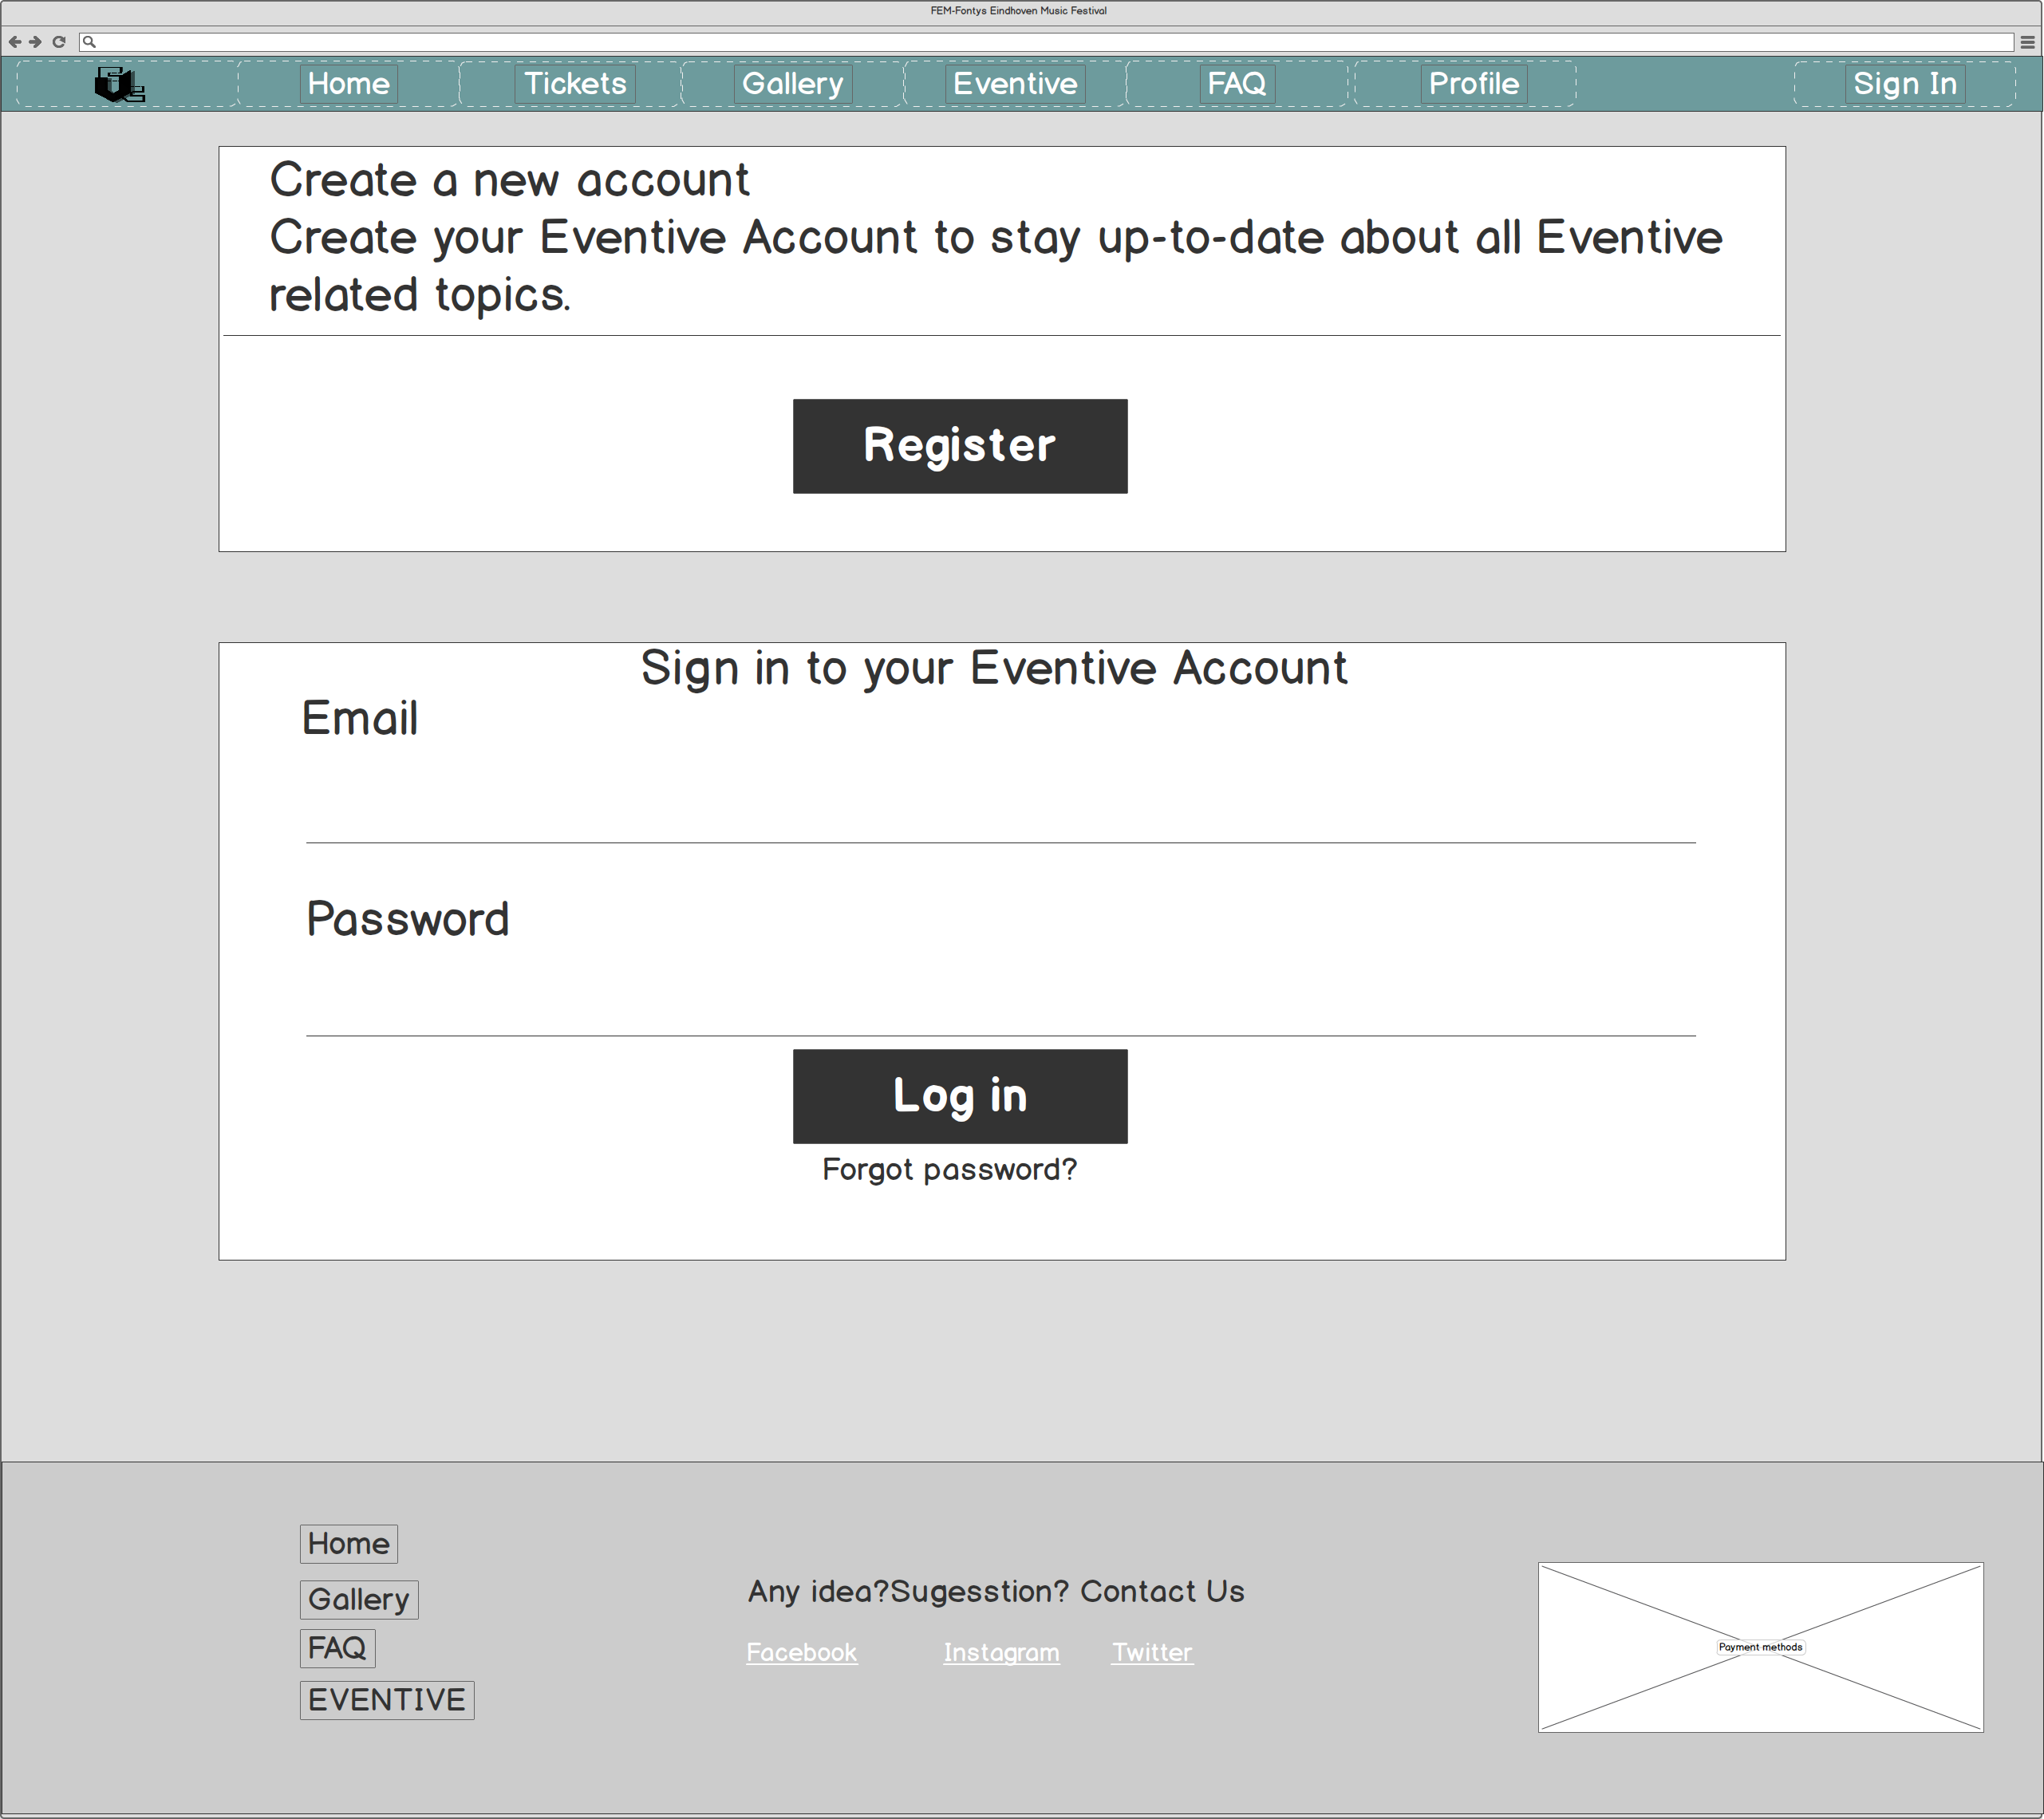 FEM-Fontys Eindhoven Music Festival
Home Tickets Gallery Eventive FAQ Profile Sign In
Create a new account
Create your Eventive Account to stay up-to-date about all Eventive
related topics.
Register
Sign in to your Eventive Account
Email
Password
Log in
Forgot password?
Home
Gallery
FAQ
EVENTIVE
Any idea?Sugesstion? Contact Us
Facebook Instagram Twitter
Payment methods